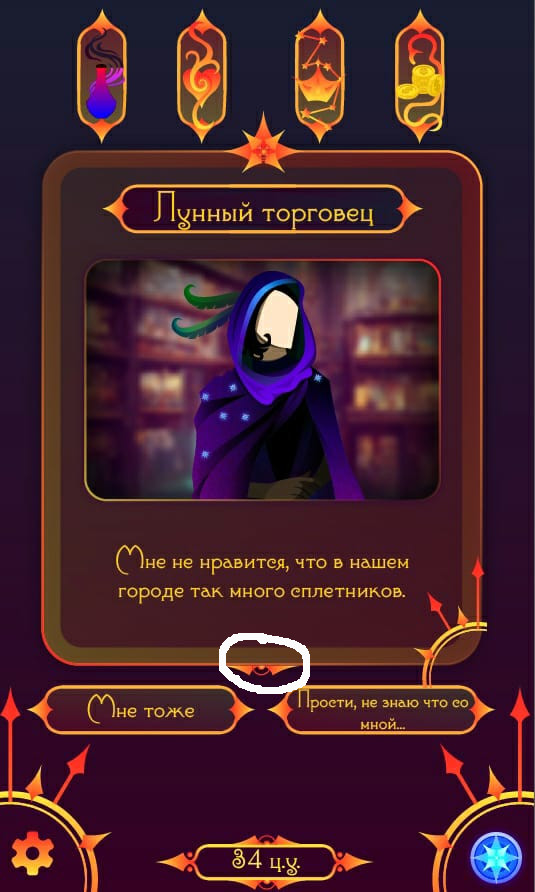 Лунный торговец
Мне не нравится, что в нашем
городе так много сплетников.
Мне тоже
Прости, не знаю что со
мной...
34 ц.у.